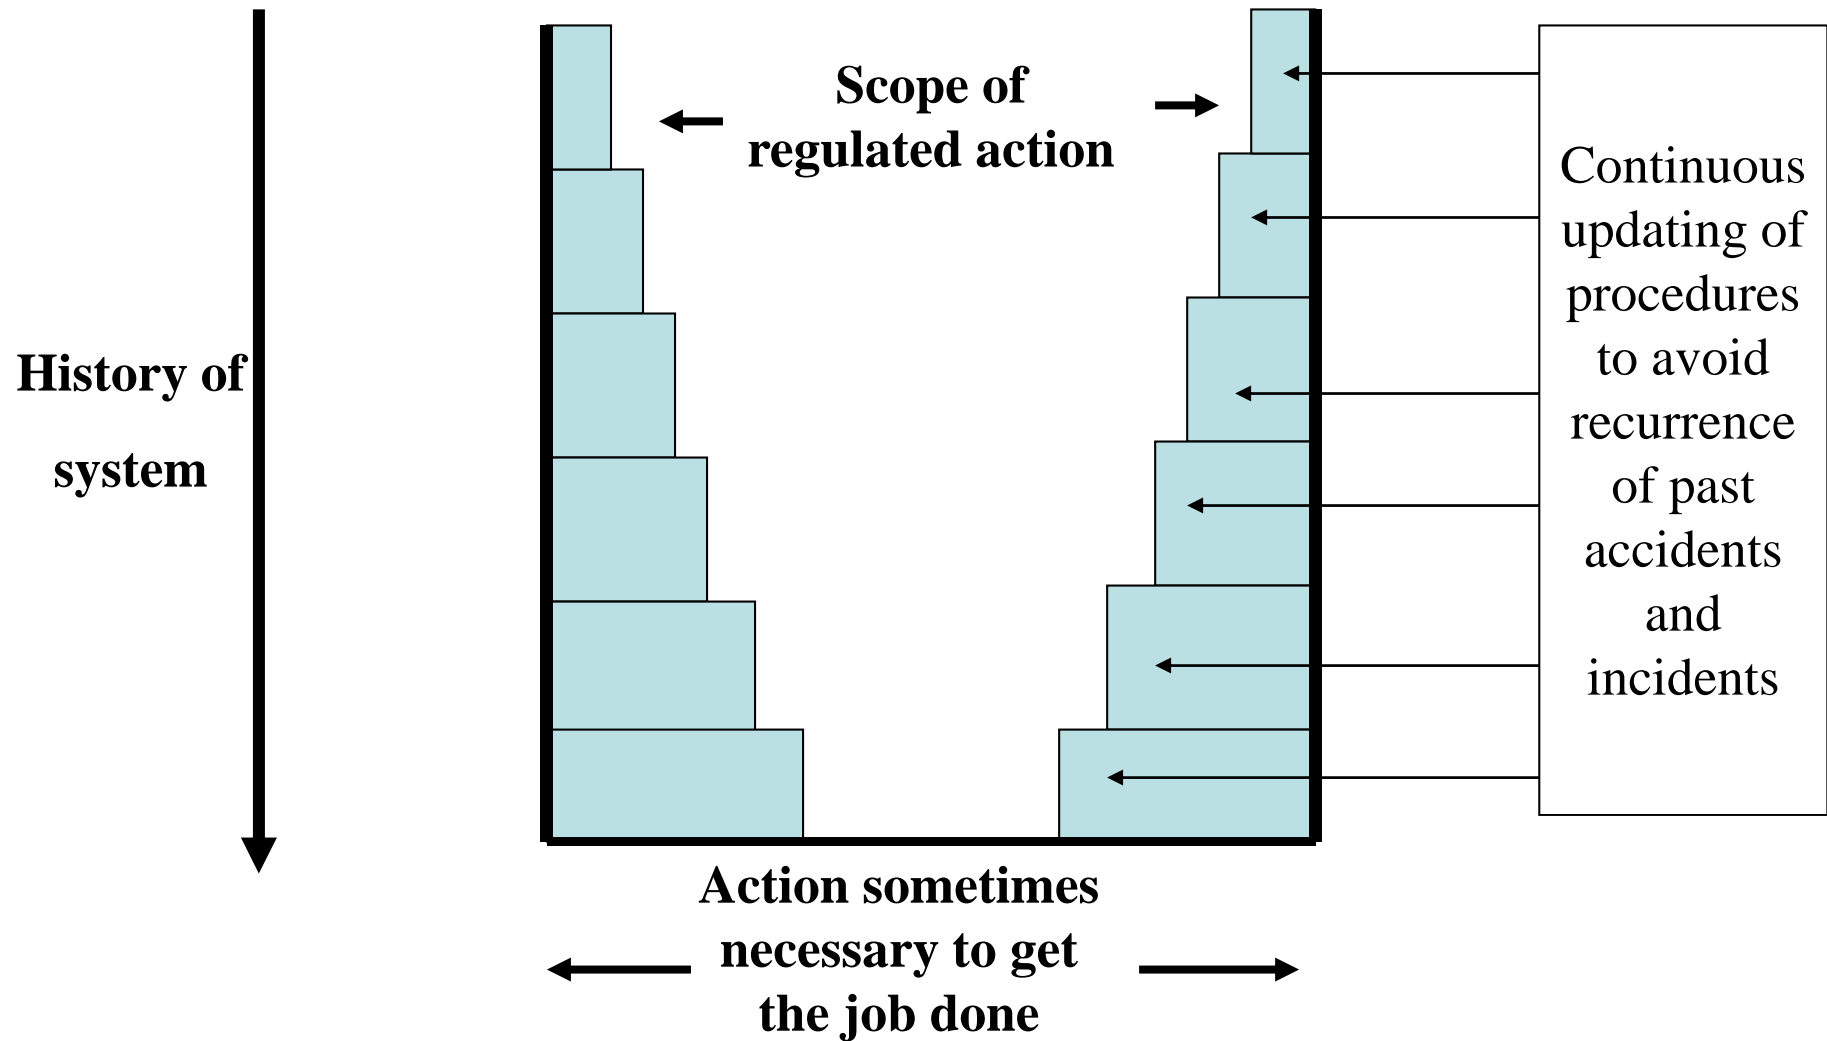 Scope of
regulated action
History of
system
Continuous
updating of
procedures
to avoid
recurrence
of past
accidents
and
incidents
Action sometimes
necessary to get
the job done